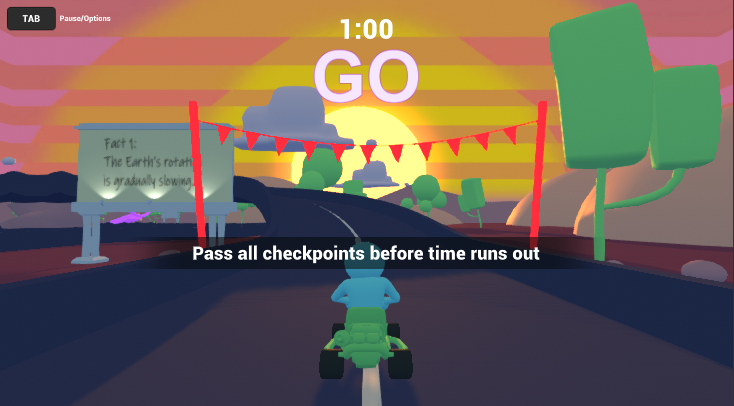 TAB Pause/Options
1:00
GO
Fact 1:
The Earth's rotati
is gradually slowing.
Pass all checkpoints before time runs out